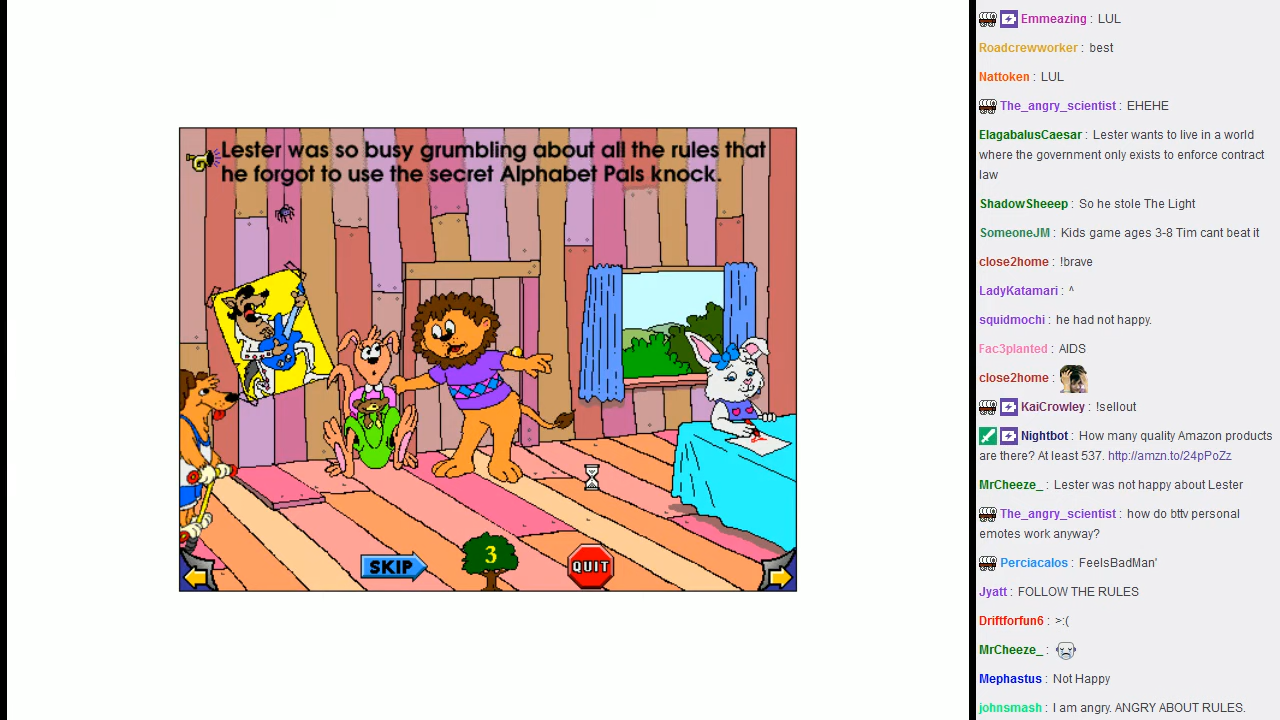 Lester was so busy grumbling about all the rules that
he forgot to use the secret Alphabet Pals knock.
SKIP
3
QUIT
Emmeazing : LUL
Roadcrewworker : best
Nattoken : LUL
The_angry_scientist : EHEHE
ElagabalusCaesar : Lester wants to live in a world
where the government only exists to enforce contract
law
ShadowSheeep : So he stole The Light
SomeoneJM : Kids game ages 3-8 Tim cant beat it
close2home : !brave
LadyKatamari : ^
squidmochi : he had not happy.
Fac3planted : AIDS
close2home :
KaiCrowley : !sellout
Nightbot : How many quality Amazon products
are there? At least 537. http://amzn.to/24pPoZz
MrCheeze_ : Lester was not happy about Lester
The_angry_scientist : how do bttv personal
emotes work anyway?
Perciacalos : FeelsBadMan'
Jyatt : FOLLOW THE RULES
Driftforfun6 : >:(
MrCheeze_ :
Mephastus : Not Happy
johnsmash : I am angry. ANGRY ABOUT RULES.